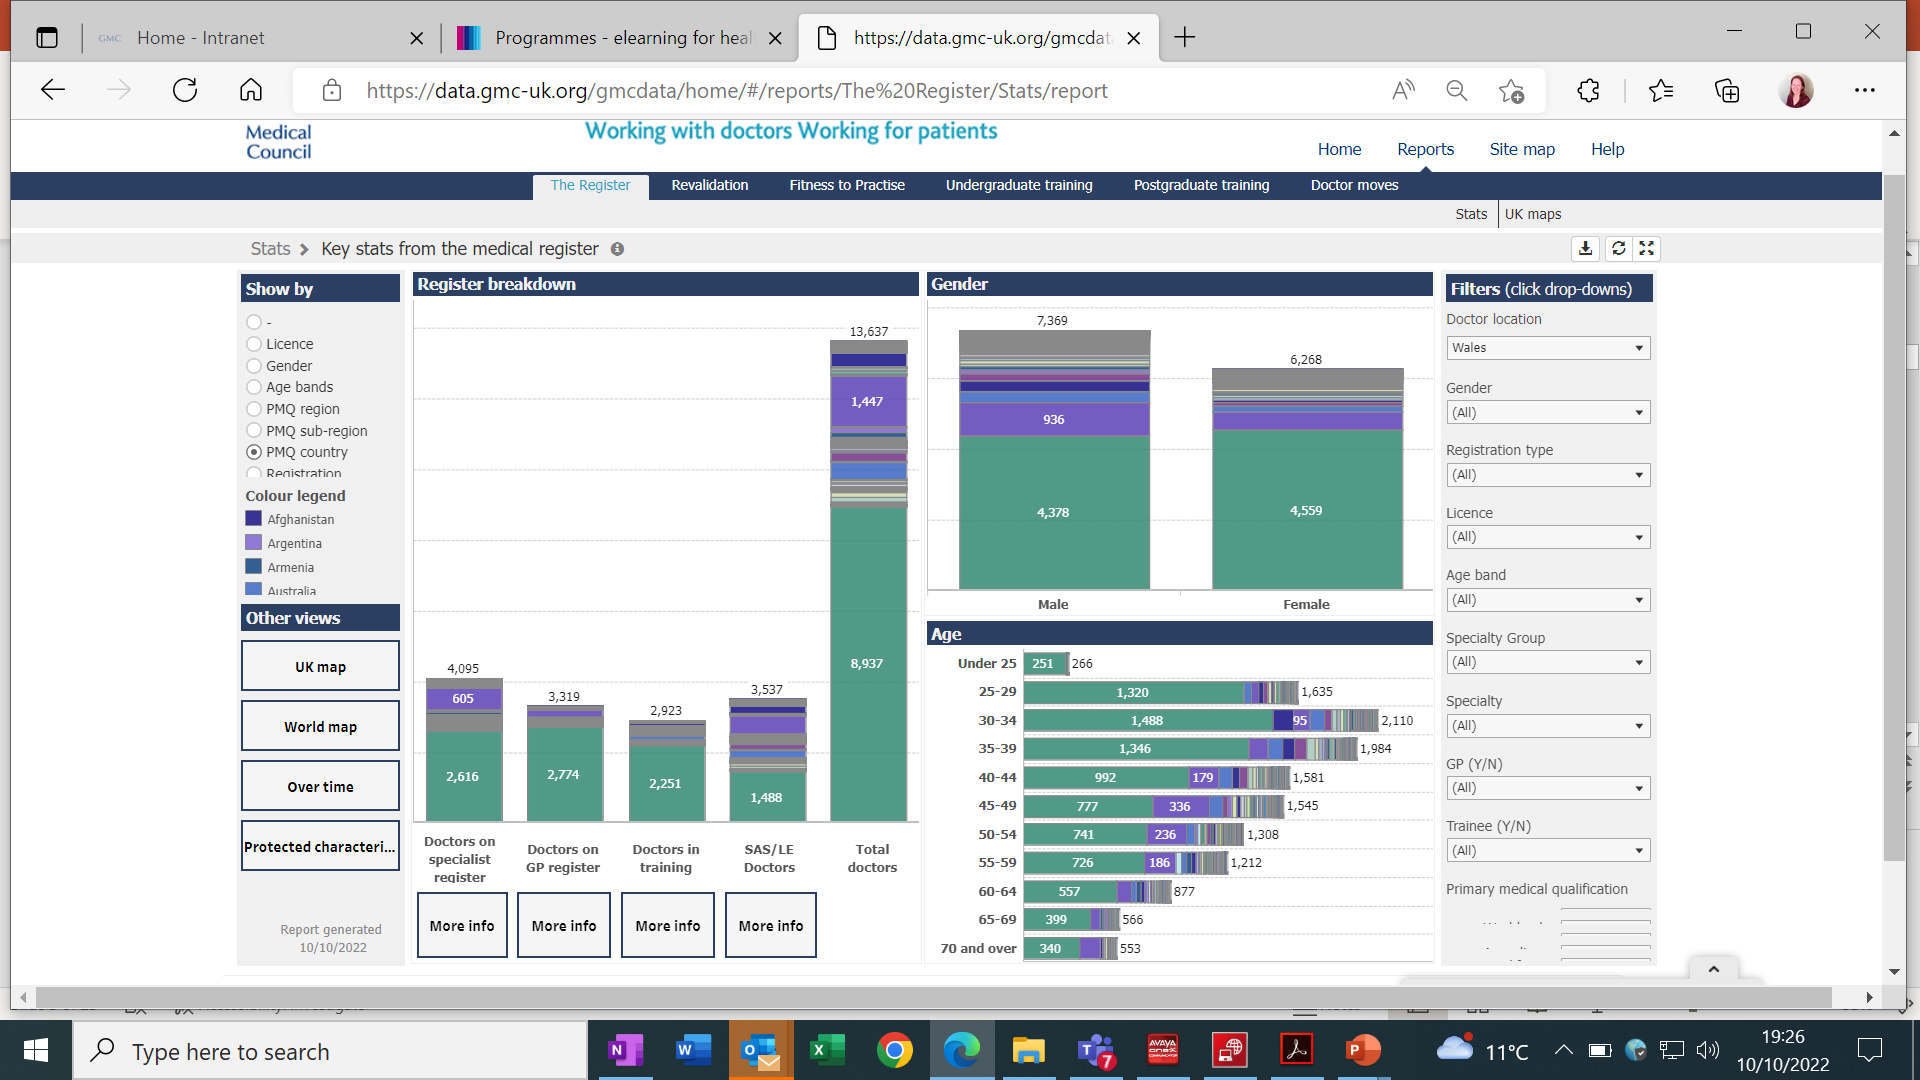 GMC Home - Intranet
Programmes - elearning for heal
https://data.gmc-uk.org/gmcdata
https://data.gmc-uk.org/gmcdata/home/#/reports/The%20Register/Stats/report
Medical
Council
Working with doctors Working for patients
Home Reports Site map Help
The Register Revalidation Fitness to Practise Undergraduate training Postgraduate training Doctor moves
Stats UK maps
Stats Key stats from the medical register
Show by
-
Licence
Gender
Age bands
PMQ region
PMQ sub-region
PMQ country
Registration
Colour legend
Afghanistan
Argentina
Armenia
Australia
Other views
UK map
World map
Over time
Protected characteri...
Report generated
10/10/2022
Register breakdown
13,637
1,447
8,937
4,095
605
2,616
3,319
2,774
2,923
2,251
3,537
1,488
Doctors on specialist register
Doctors on GP register
Doctors in training
SAS/LE Doctors
Total doctors
More info More info More info More info
Gender
7,369
936
4,378
6,268
4,559
Male Female
Age
Under 25 251 266
25-29 1,320 1,635
30-34 1,488 95 2,110
35-39 1,346 1,984
40-44 992 179 1,581
45-49 777 336 1,545
50-54 741 236 1,308
55-59 726 186 1,212
60-64 557 877
65-69 399 566
70 and over 340 553
Filters (click drop-downs)
Doctor location
Wales
Gender
(All)
Registration type
(All)
Licence
(All)
Age band
(All)
Specialty Group
(All)
Specialty
(All)
GP (Y/N)
(All)
Trainee (Y/N)
(All)
Primary medical qualification
Type here to search
7
11°C
19:26
10/10/2022